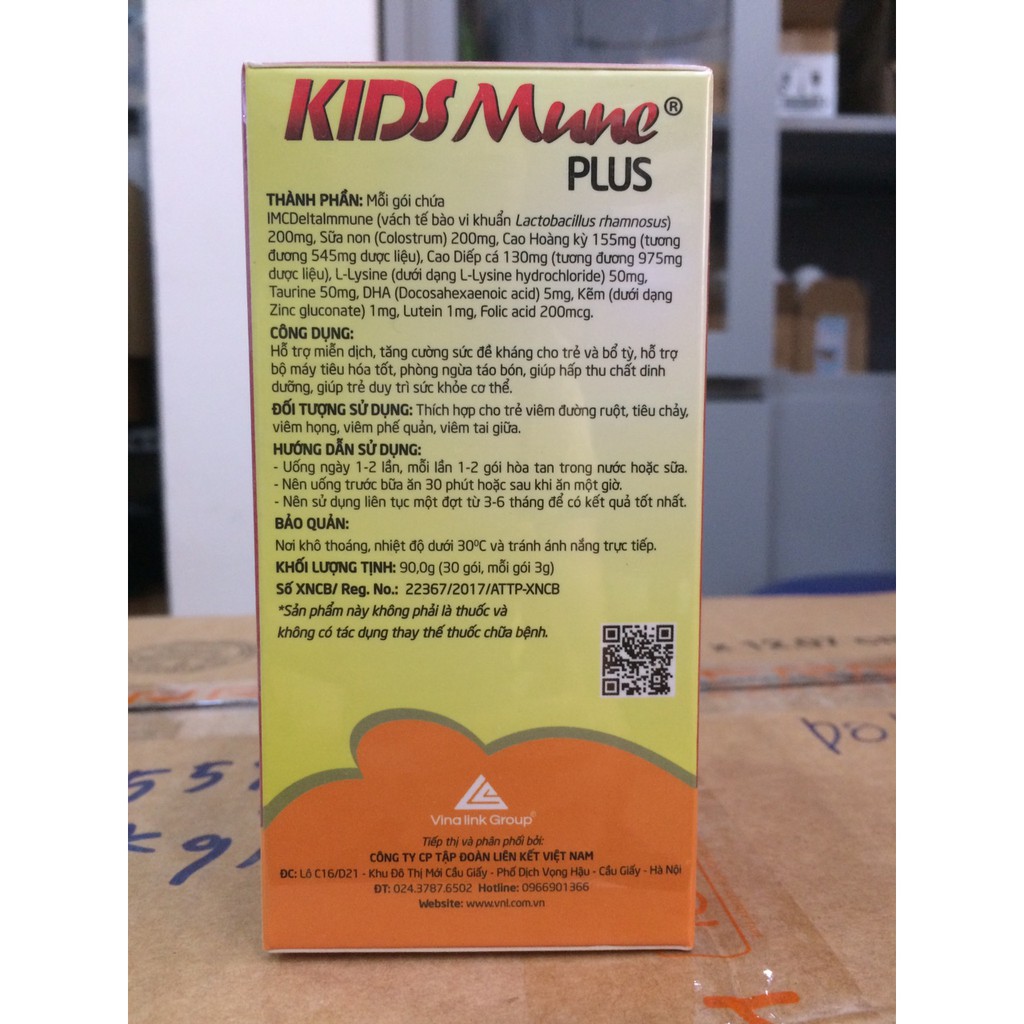 KIDS Mune®
PLUS
THÀNH PHẦN: Mỗi gói chứa
IMCDeltaImmune (vách tế bào vi khuẩn Lactobacillus rhamnosus)
200mg, Sữa non (Colostrum) 200mg, Cao Hoàng kỳ 155mg (tương
đương 545mg dược liệu), Cao Diếp cá 130mg (tương đương 975mg
dược liệu), L-Lysine (dưới dạng L-Lysine hydrochloride) 50mg,
Taurine 50mg, DHA (Docosahexaenoic acid) 5mg, Kẽm (dưới dạng
Zinc gluconate) 1mg, Lutein 1mg, Folic acid 200mcg.
CÔNG DỤNG:
Hỗ trợ miễn dịch, tăng cường sức đề kháng cho trẻ và bổ tỳ, hỗ trợ
bộ máy tiêu hóa tốt, phòng ngừa táo bón, giúp hấp thu chất dinh
dưỡng, giúp trẻ duy trì sức khỏe cơ thể.
ĐỐI TƯỢNG SỬ DỤNG: Thích hợp cho trẻ viêm đường ruột, tiêu chảy,
viêm họng, viêm phế quản, viêm tai giữa.
HƯỚNG DẪN SỬ DỤNG:
- Uống ngày 1-2 lần, mỗi lần 1-2 gói hòa tan trong nước hoặc sữa.
- Nên uống trước bữa ăn 30 phút hoặc sau khi ăn một giờ.
- Nên sử dụng liên tục một đợt từ 3-6 tháng để có kết quả tốt nhất.
BẢO QUẢN:
Nơi khô thoáng, nhiệt độ dưới 30⁰C và tránh ánh nắng trực tiếp.
KHỐI LƯỢNG TỊNH: 90,0g (30 gói, mỗi gói 3g)
Số XNCB/ Reg. No.: 22367/2017/ATTP-XNCB
*Sản phẩm này không phải là thuốc và
không có tác dụng thay thế thuốc chữa bệnh.
Vina link Group
Tiếp thị và phân phối bởi:
CÔNG TY CP TẬP ĐOÀN LIÊN KẾT VIỆT NAM
ĐC: Lô C16/D21 - Khu Đô Thị Mới Cầu Giấy - Phố Dịch Vọng Hậu - Cầu Giấy - Hà Nội
ĐT: 024.3787.6502 Hotline: 0966901366
Website: www.vnl.com.vn